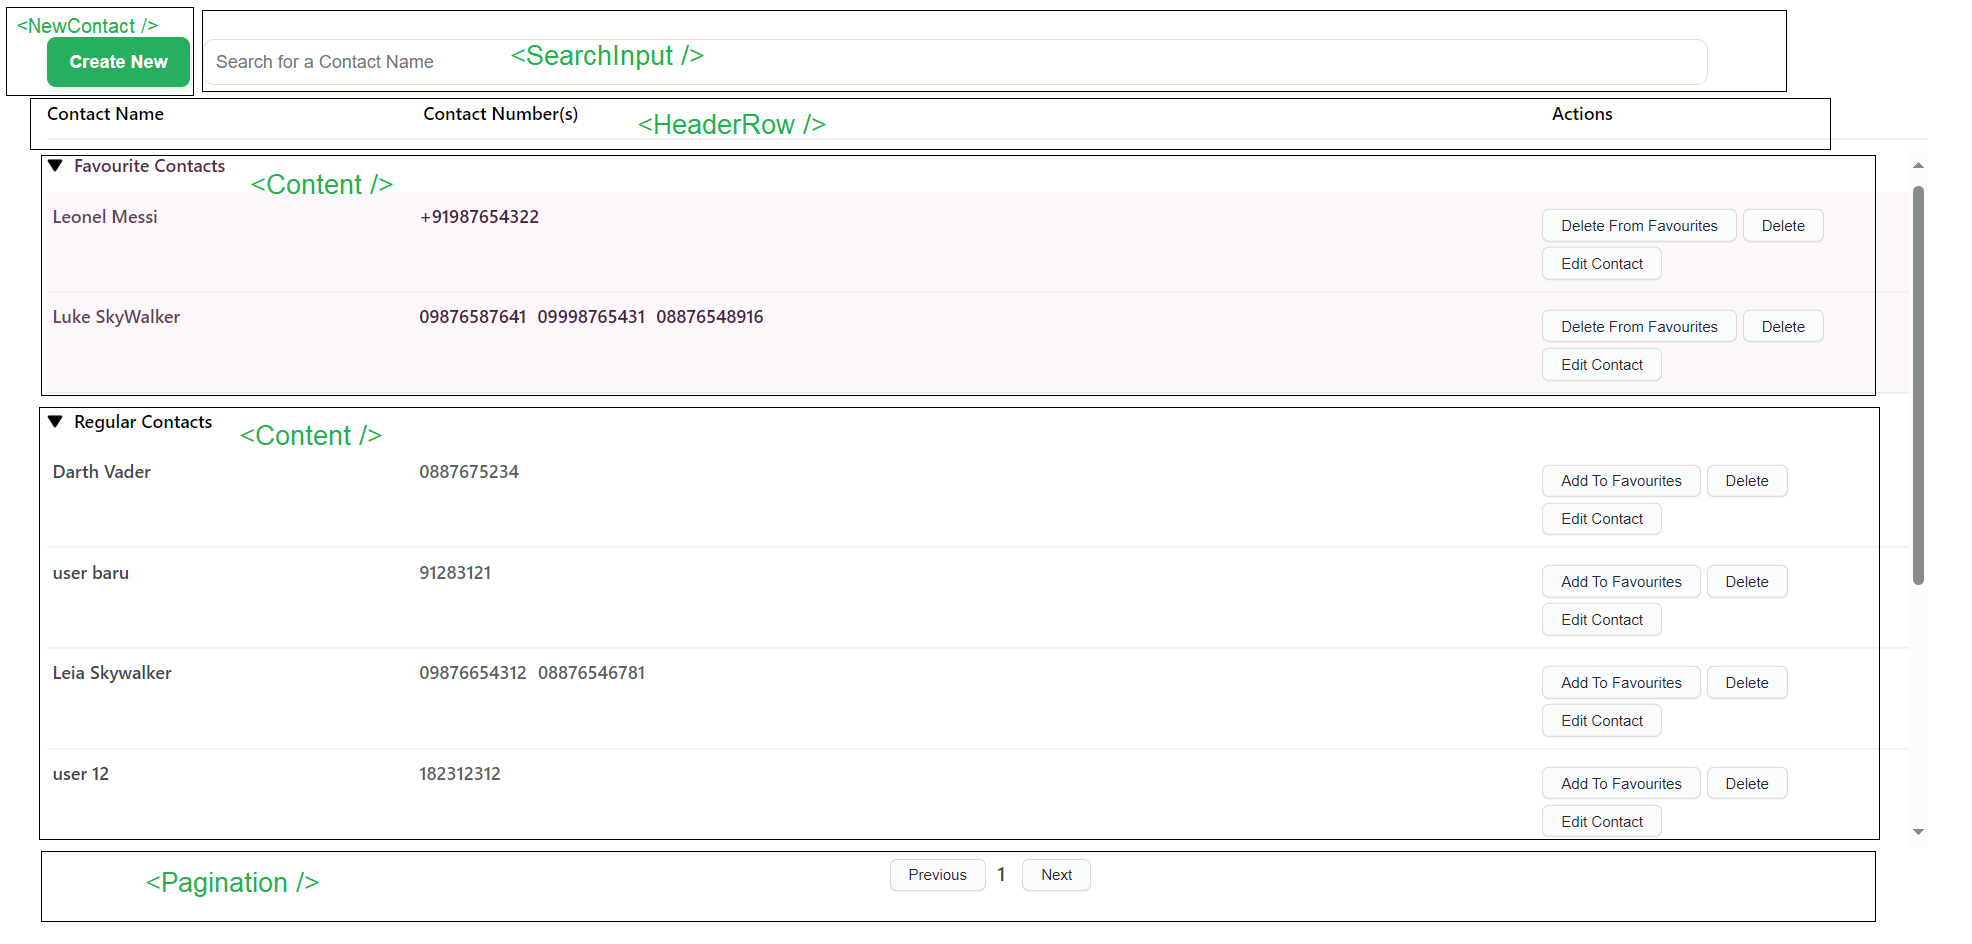 <NewContact />
Create New
Search for a Contact Name
<SearchInput />
Contact Name Contact Number(s) Actions
<HeaderRow />
Favourite Contacts
<Content />
Leonel Messi +91987654322 Delete From Favourites Delete
Edit Contact
Luke SkyWalker 09876587641 09998765431 08876548916 Delete From Favourites Delete
Edit Contact
Regular Contacts
<Content />
Darth Vader 0887675234 Add To Favourites Delete
Edit Contact
user baru 91283121 Add To Favourites Delete
Edit Contact
Leia Skywalker 09876654312 08876546781 Add To Favourites Delete
Edit Contact
user 12 182312312 Add To Favourites Delete
Edit Contact
<Pagination />
Previous 1 Next